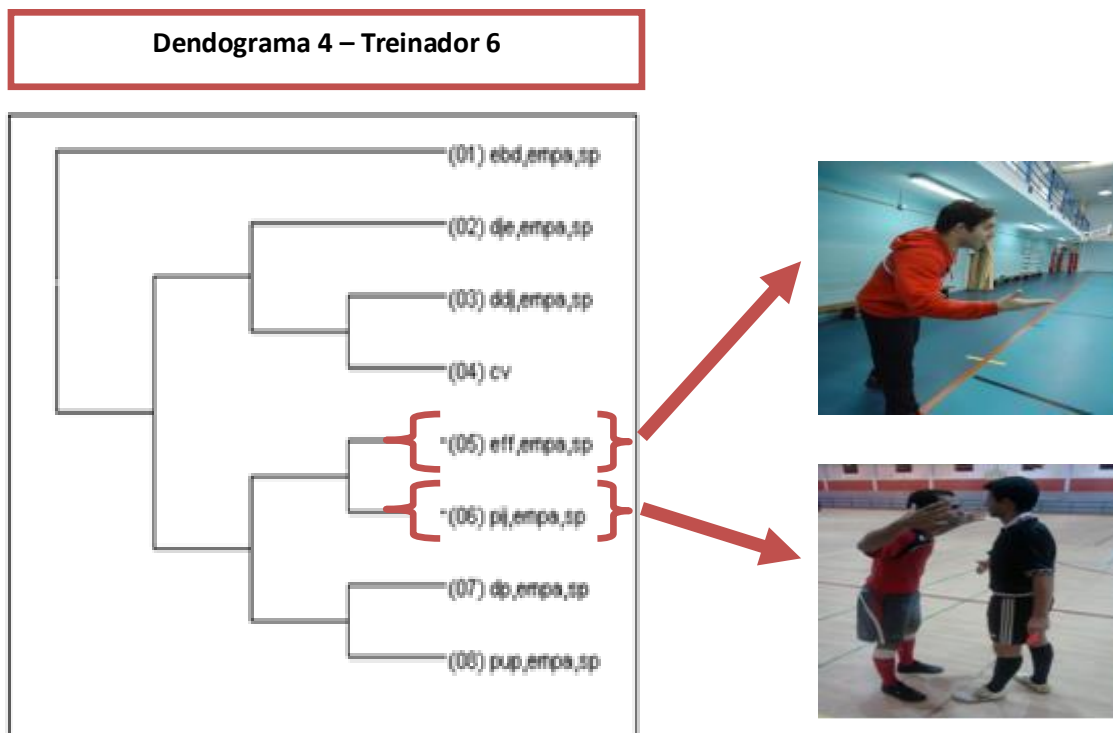 Dendograma 4 – Treinador 6
(01) ebd,empa,sp
(02) dje,empa,sp
(03) ddj,empa,sp
(04) cv
(05) eff,empa,sp
(06) pij,empa,sp
(07) dp,empa,sp
(08) pup,empa,sp